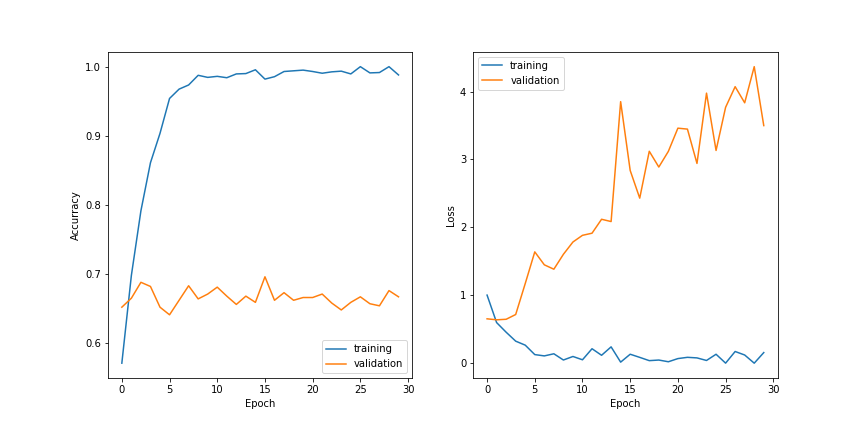 1.0
0.9
0.8
0.7
0.6
Accurracy
0 5 10 15 20 25 30
Epoch
training
validation
training
validation
4
3
2
1
0
Loss
0 5 10 15 20 25 30
Epoch